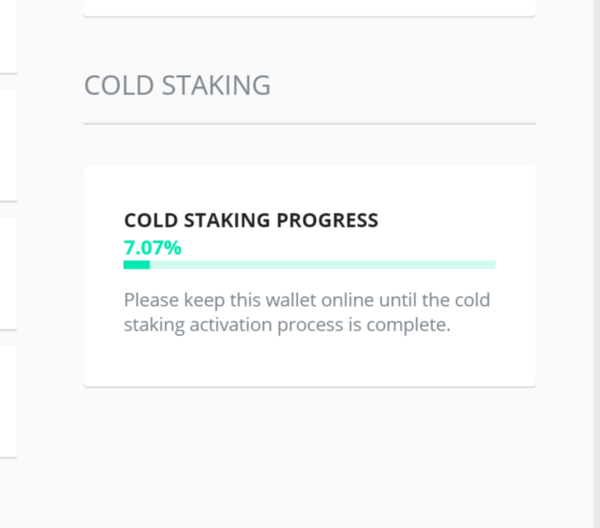 COLD STAKING
COLD STAKING PROGRESS
7.07%
Please keep this wallet online until the cold
staking activation process is complete.